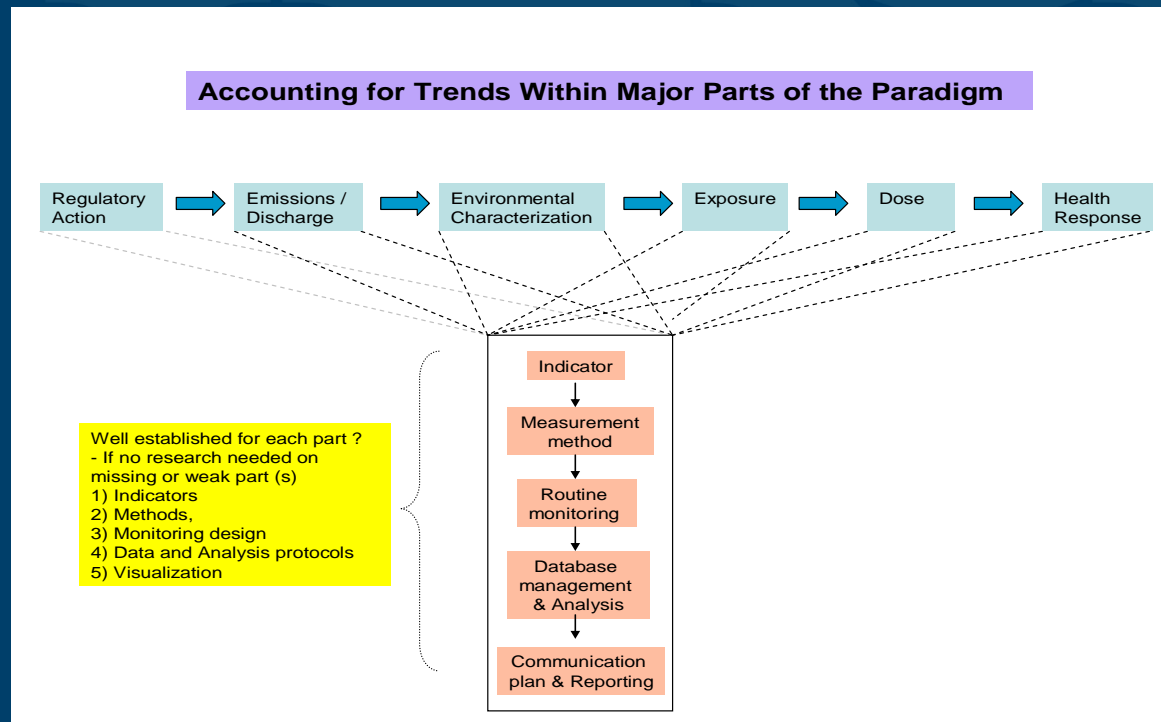 Accounting for Trends Within Major Parts of the Paradigm
Regulatory
Action
Emissions /
Discharge
Environmental
Characterization
Exposure
Dose
Health
Response
Indicator
Measurement
method
Routine
monitoring
Database
management
& Analysis
Communication
plan & Reporting
Well established for each part ?
- If no research needed on
missing or weak part (s)
1) Indicators
2) Methods,
3) Monitoring design
4) Data and Analysis protocols
5) Visualization